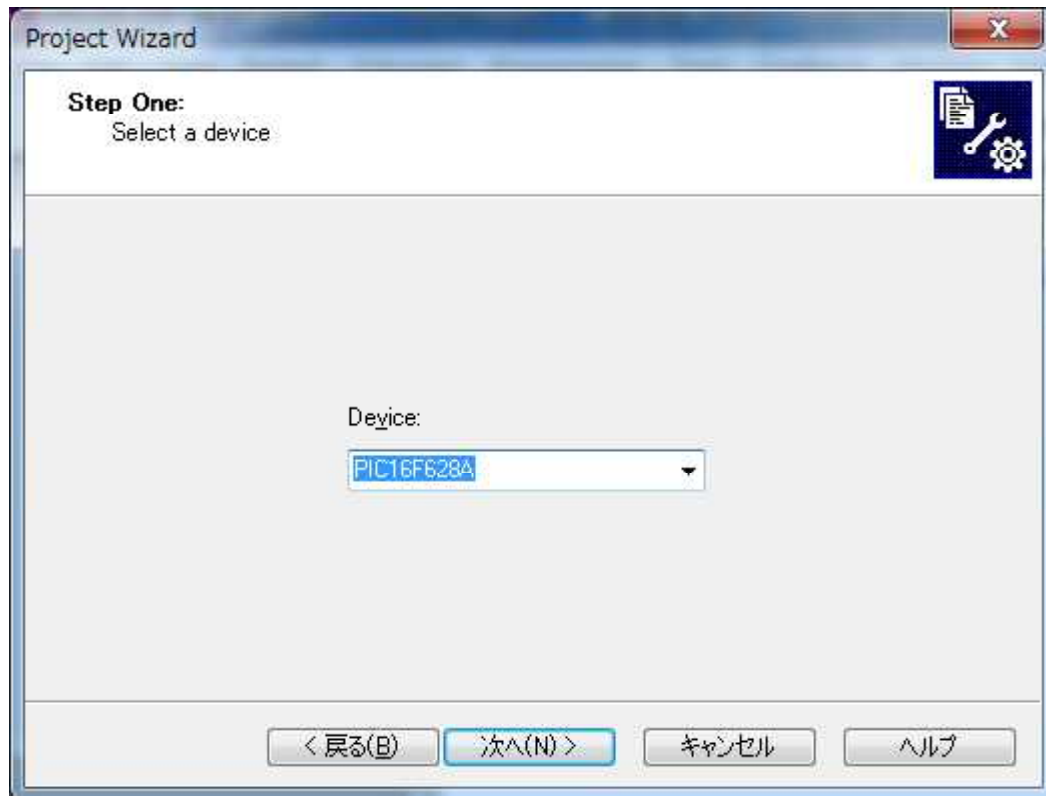 Project Wizard
Step One:
Select a device
Device:
PIC16F628A
< 戻る(B)
次へ(N) >
キャンセル
ヘルプ